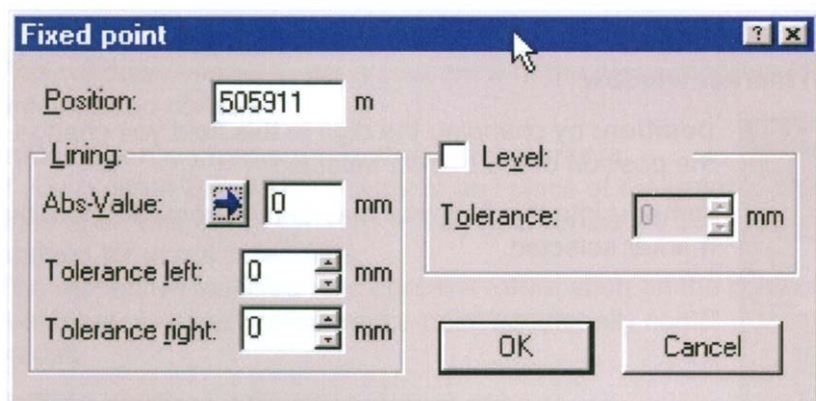 Fixed point
Position: 505911 m
Lining:
Abs-Value: 0 mm
Tolerance left: 0 mm
Tolerance right: 0 mm
Level:
Tolerance: 0 mm
OK
Cancel